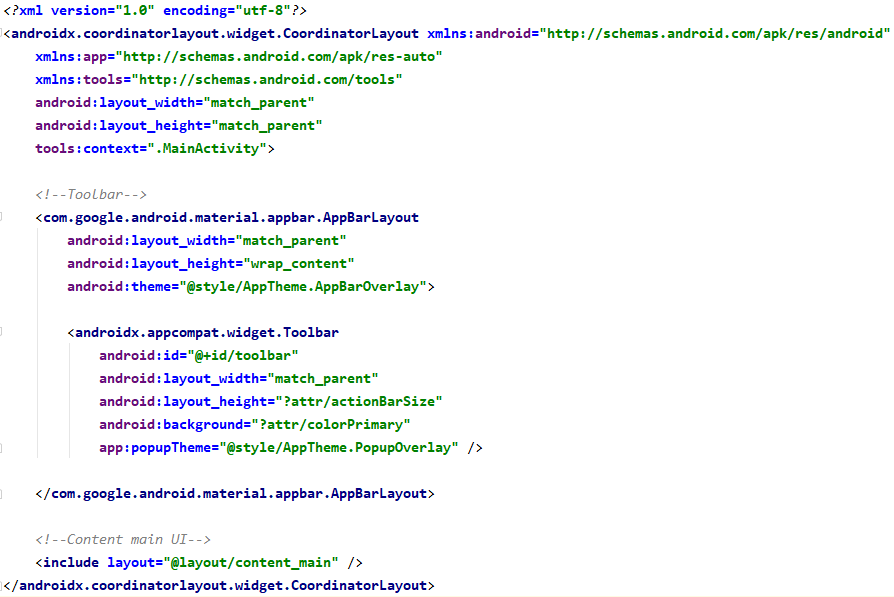 <?xml version="1.0" encoding="utf-8"?>
<androidx.coordinatorlayout.widget.CoordinatorLayout xmlns:android="http://schemas.android.com/apk/res/android"
    xmlns:app="http://schemas.android.com/apk/res-auto"
    xmlns:tools="http://schemas.android.com/tools"
    android:layout_width="match_parent"
    android:layout_height="match_parent"
    tools:context=".MainActivity">

    <!--Toolbar-->
    <com.google.android.material.appbar.AppBarLayout
        android:layout_width="match_parent"
        android:layout_height="wrap_content"
        android:theme="@style/AppTheme.AppBarOverlay">

        <androidx.appcompat.widget.Toolbar
            android:id="@+id/toolbar"
            android:layout_width="match_parent"
            android:layout_height="?attr/actionBarSize"
            android:background="?attr/colorPrimary"
            app:popupTheme="@style/AppTheme.PopupOverlay" />

    </com.google.android.material.appbar.AppBarLayout>

    <!--Content main UI-->
    <include layout="@layout/content_main" />
</androidx.coordinatorlayout.widget.CoordinatorLayout>